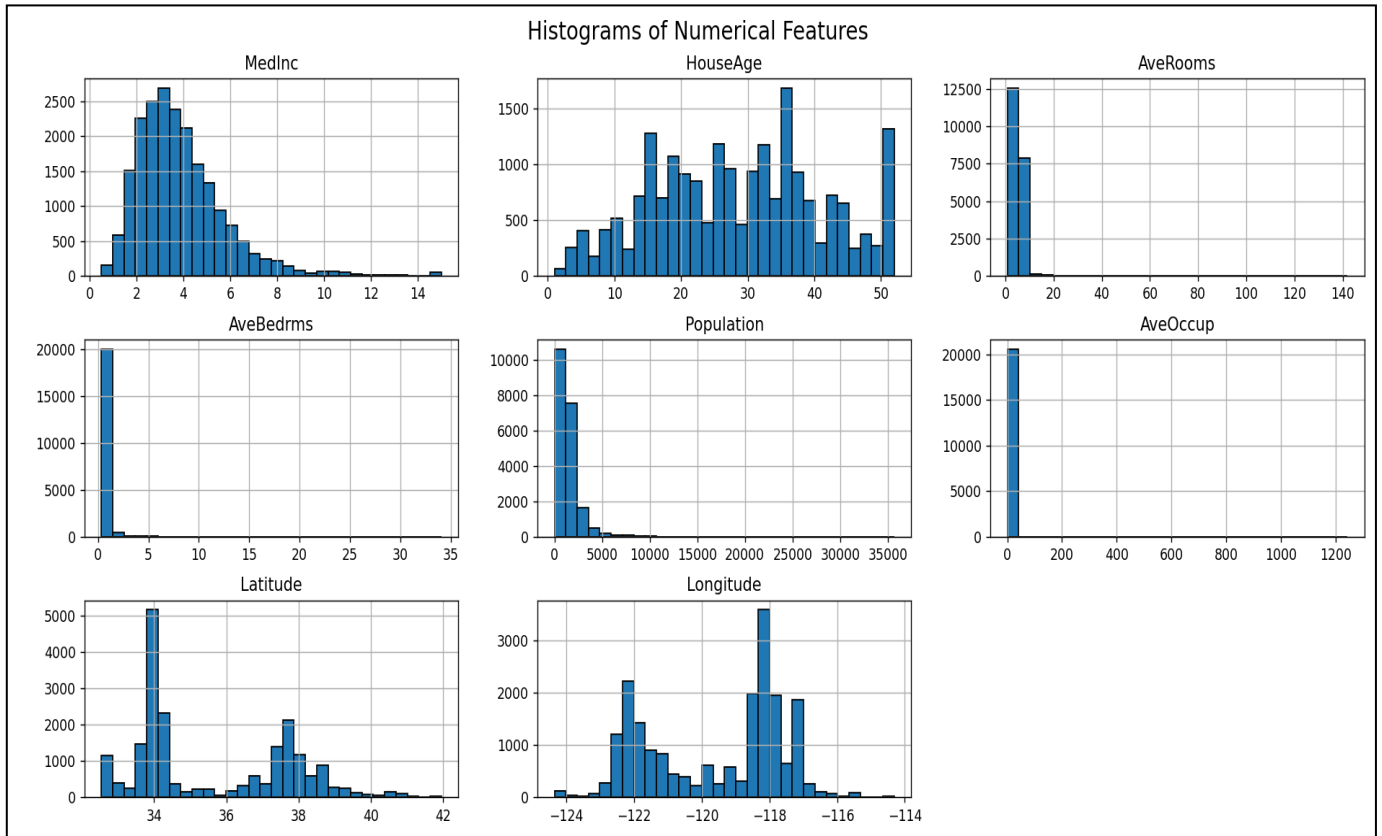 Histograms of Numerical Features
MedInc
2500
2000
1500
1000
500
0
0 2 4 6 8 10 12 14
HouseAge
1500
1000
500
0
0 10 20 30 40 50
AveRooms
12500
10000
7500
5000
2500
0
0 20 40 60 80 100 120 140
AveBedrms
20000
15000
10000
5000
0
0 5 10 15 20 25 30 35
Population
10000
8000
6000
4000
2000
0
0 5000 10000 15000 20000 25000 30000 35000
AveOccup
20000
15000
10000
5000
0
0 200 400 600 800 1000 1200
Latitude
5000
4000
3000
2000
1000
0
34 36 38 40 42
Longitude
3000
2000
1000
0
−124 −122 −120 −118 −116 −114